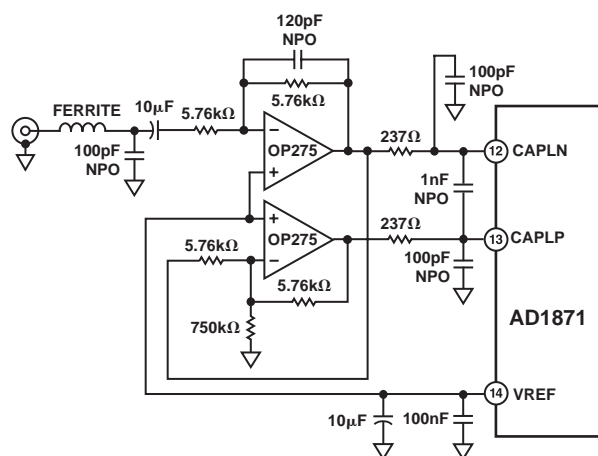 120pF
NPO
5.76kΩ
100pF
NPO
FERRITE
10μF
5.76kΩ
100pF
NPO
−
OP275
+
237Ω
12
CAPLN
1nF
NPO
+
OP275
−
237Ω
13
CAPLP
5.76kΩ
5.76kΩ
100pF
NPO
750kΩ
AD1871
14
VREF
10μF
100nF